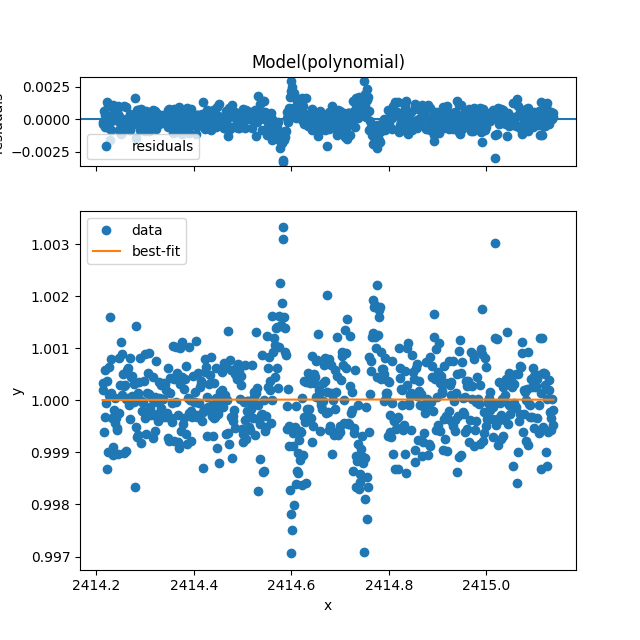 Model(polynomial)
0.0025
0.0000
−0.0025
residuals
residuals
data
best-fit
1.003
1.002
1.001
1.000
0.999
0.998
0.997
y
2414.2 2414.4 2414.6 2414.8 2415.0
x